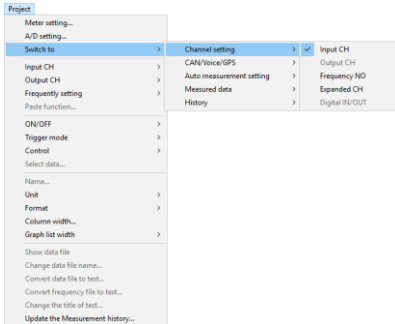 Project
Meter setting...
A/D setting...
Switch to
Input CH
Output CH
Frequently setting
Paste function...
ON/OFF
Trigger mode
Control
Select data...
Name...
Unit
Format
Column width...
Graph list width
Show data file
Change data file name...
Convert data file to text...
Convert frequency file to text...
Change the title of text...
Update the Measurement history...
Channel setting
CAN/Voice/GPS
Auto measurement setting
Measured data
History
Input CH
Output CH
Frequency NO
Expanded CH
Digital IN/OUT